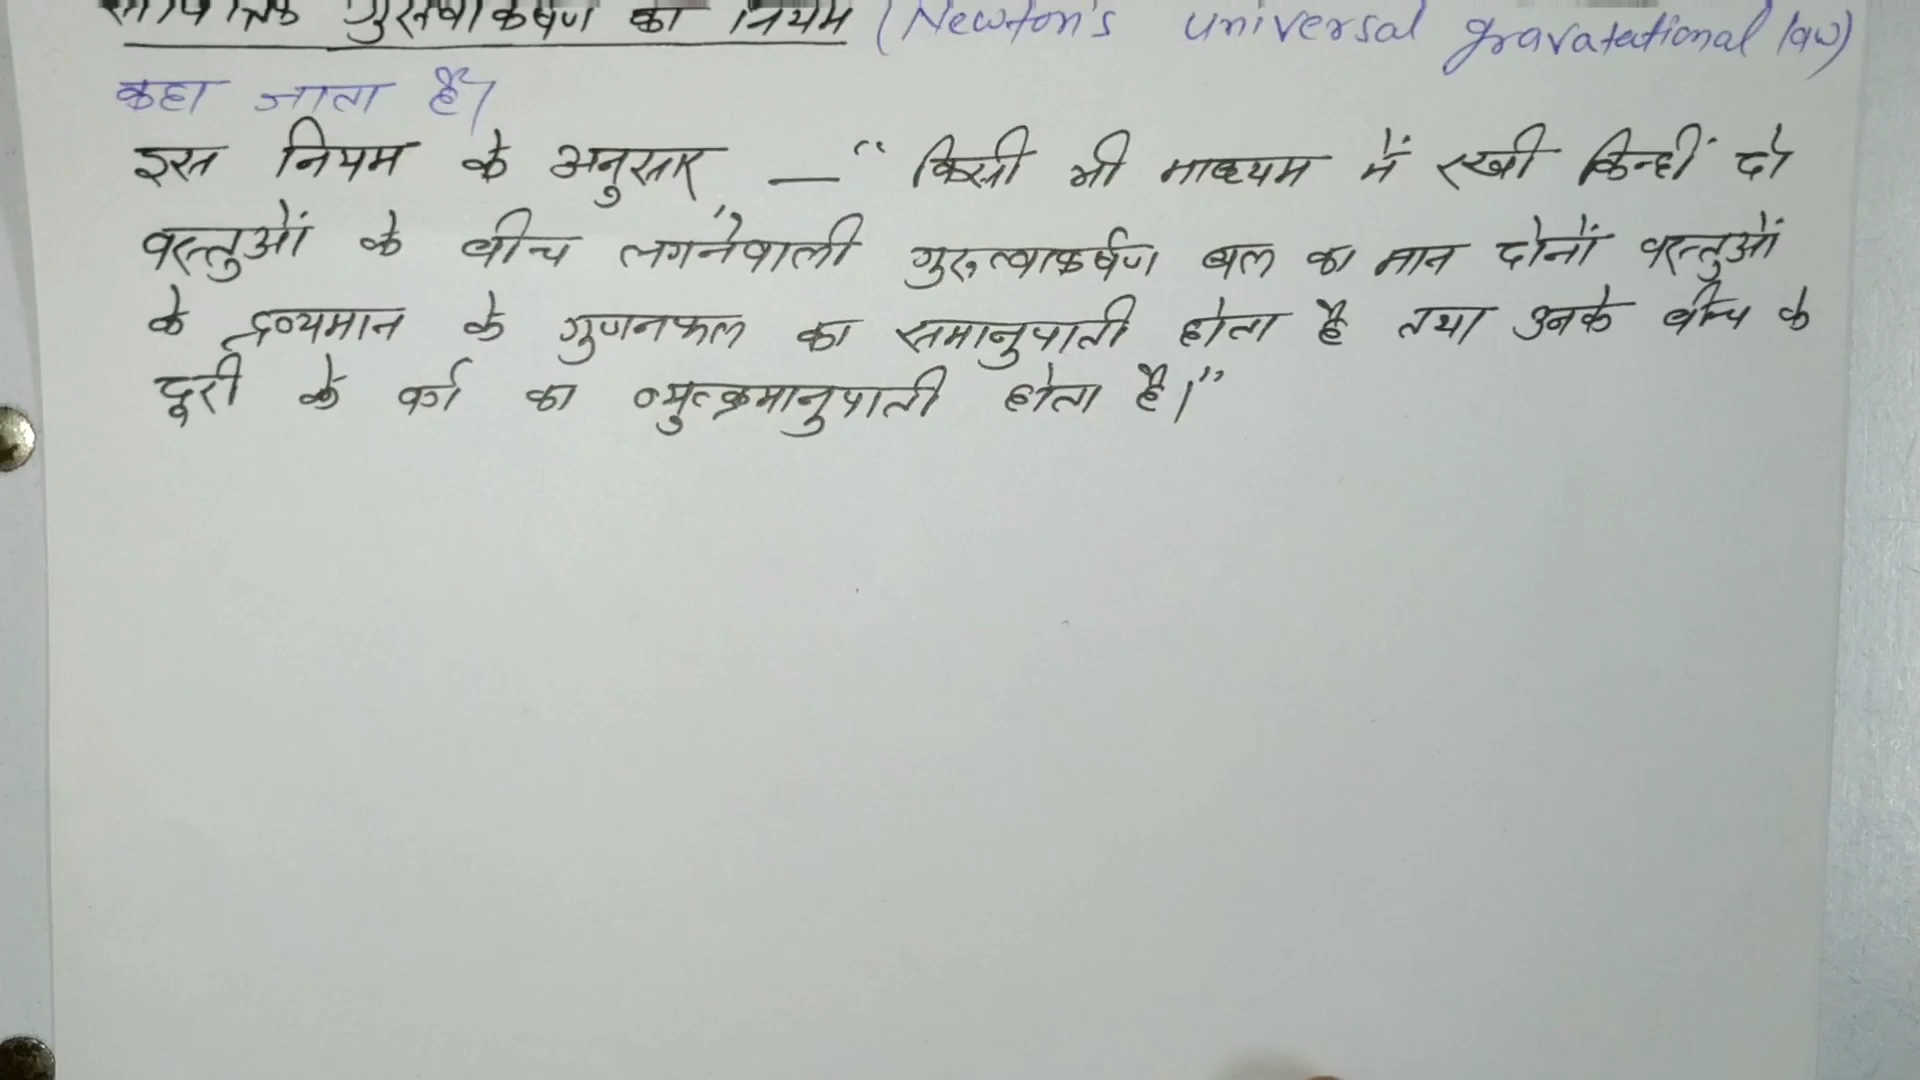 गुरुत्वाकर्षण का नियम (Newton's universal gravatational law)
कहा जाता है।
इस नियम के अनुसार — "किसी भी माध्यम में रखी किन्हीं दो
वस्तुओं के बीच लगनेवाली गुरुत्वाकर्षण बल का मान दोनों वस्तुओं
के द्रव्यमान के गुणनफल का समानुपाती होता है तथा उनके बीच के
दूरी के वर्ग का व्युत्क्रमानुपाती होता है।"